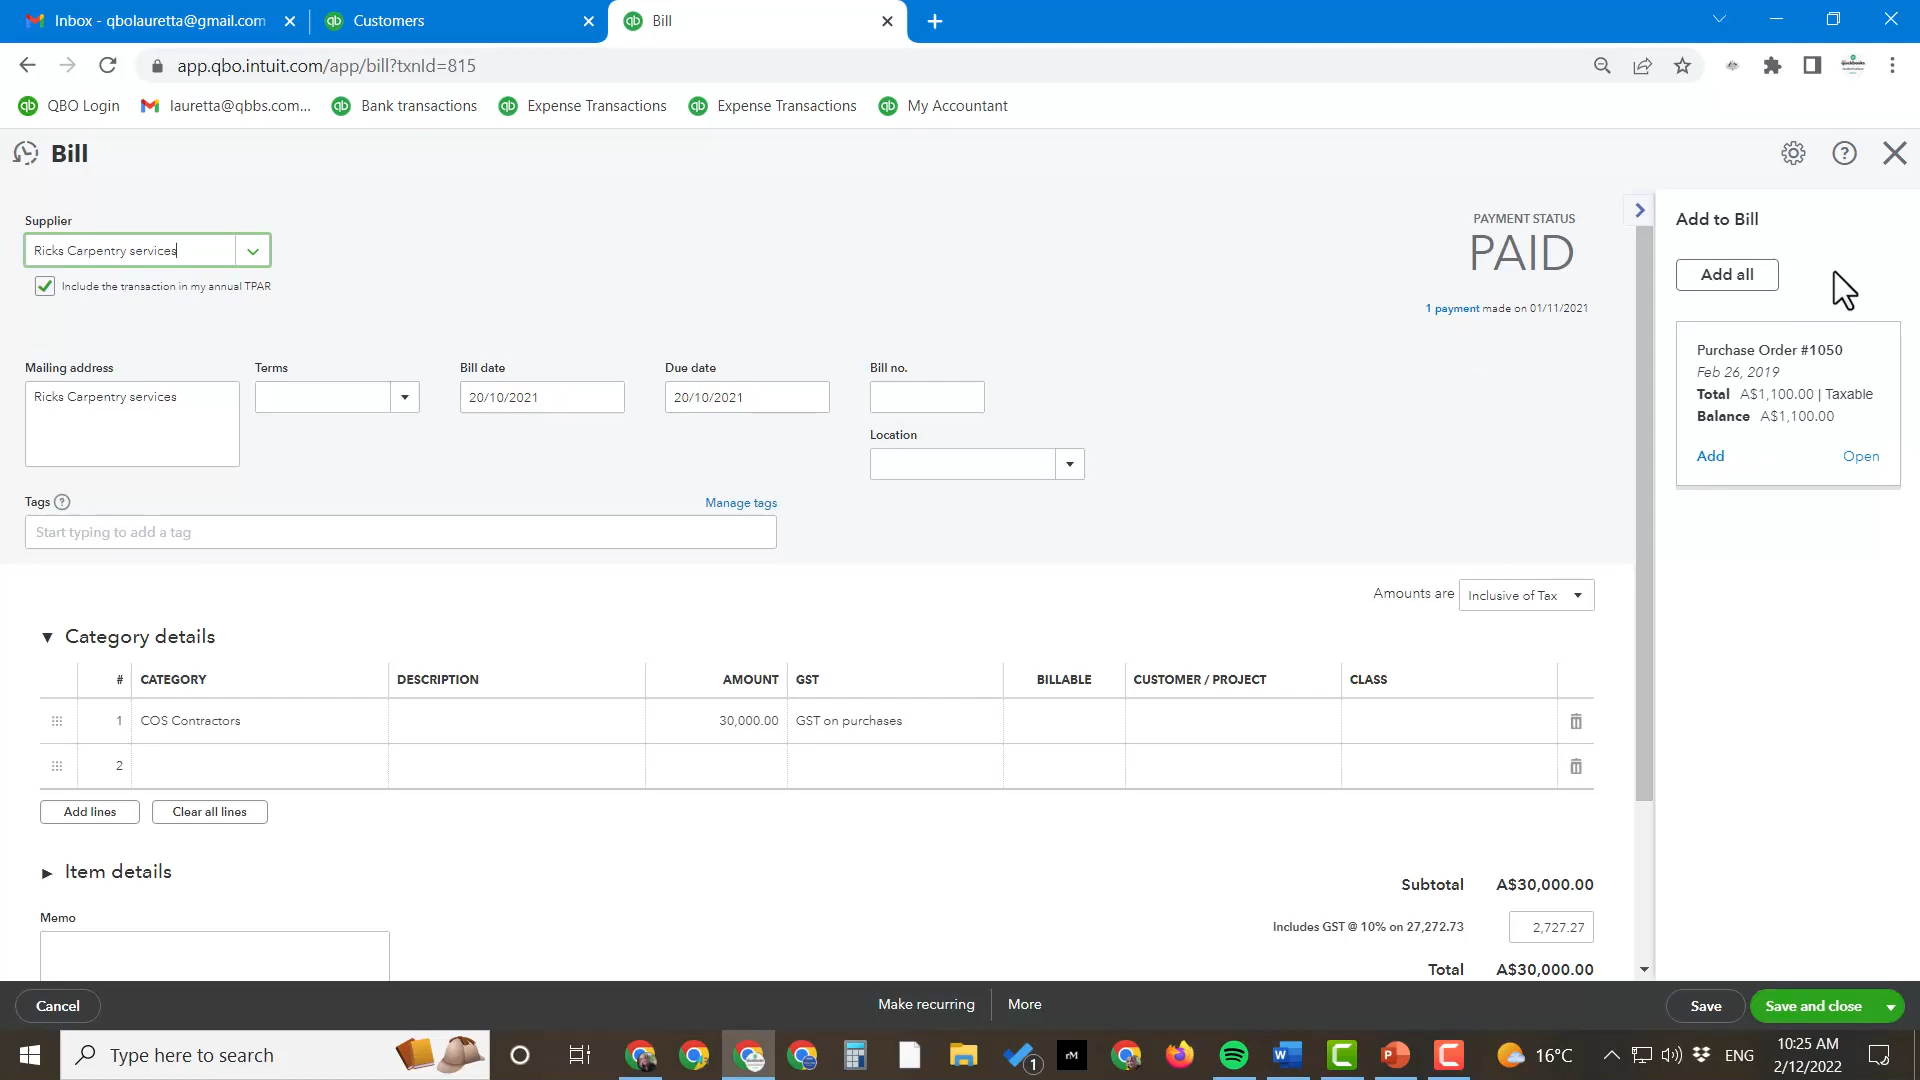 Inbox - qbolauretta@gmail.com
Customers
Bill
app.qbo.intuit.com/app/bill?txnId=815
QBO Login
lauretta@qbbs.com...
Bank transactions
Expense Transactions
Expense Transactions
My Accountant
Bill
Supplier
Ricks Carpentry services
Include the transaction in my annual TPAR
PAYMENT STATUS
PAID
1 payment made on 01/11/2021
Add to Bill
Add all
Purchase Order #1050
Feb 26, 2019
Total A$1,100.00 | Taxable
Balance A$1,100.00
Add
Open
Mailing address
Ricks Carpentry services
Terms
Bill date
20/10/2021
Due date
20/10/2021
Bill no.
Location
Tags
Manage tags
Start typing to add a tag
Amounts are Inclusive of Tax
Category details
# CATEGORY DESCRIPTION AMOUNT GST BILLABLE CUSTOMER / PROJECT CLASS
1 COS Contractors 30,000.00 GST on purchases
2
Add lines
Clear all lines
Item details
Memo
Subtotal A$30,000.00
Includes GST @ 10% on 27,272.73 2,727.27
Total A$30,000.00
Cancel
Make recurring
More
Save
Save and close
Type here to search
1
rM
16°C
ENG
10:25 AM
2/12/2022